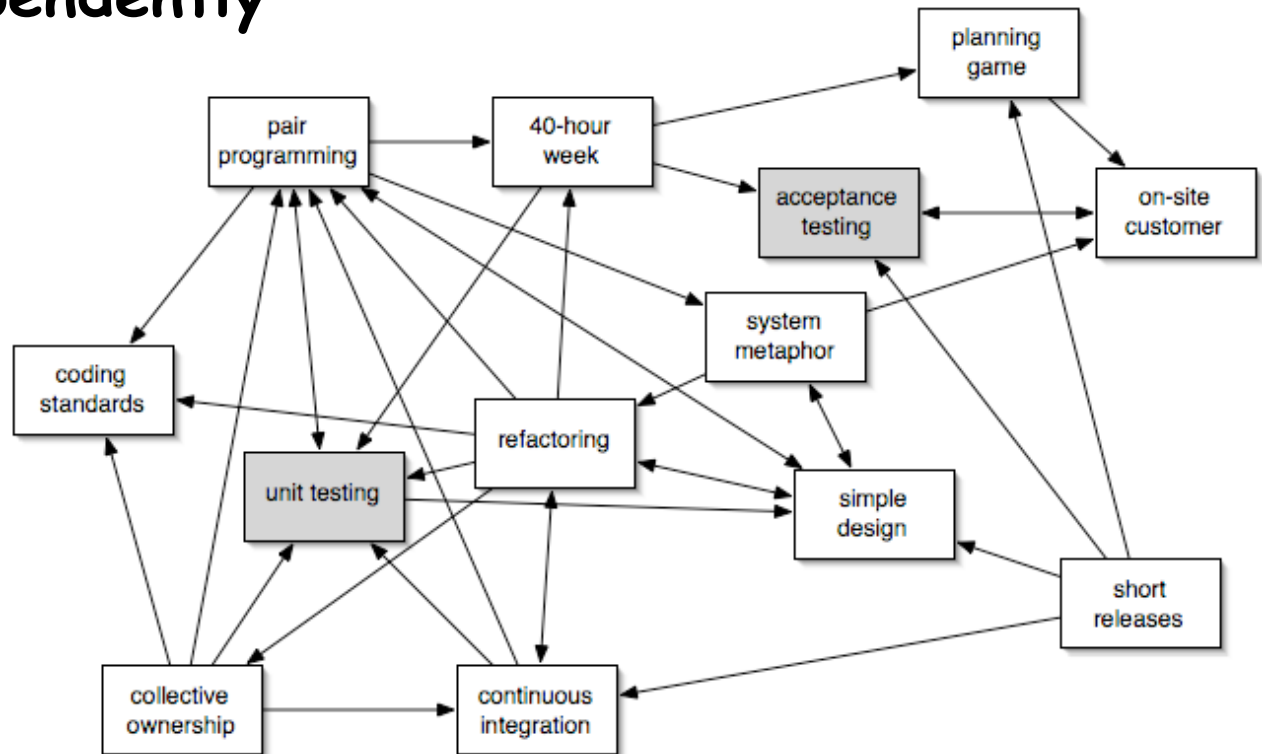 planning
game
pair
programming
40-hour
week
acceptance
testing
on-site
customer
system
metaphor
coding
standards
refactoring
unit testing
simple
design
short
releases
collective
ownership
continuous
integration